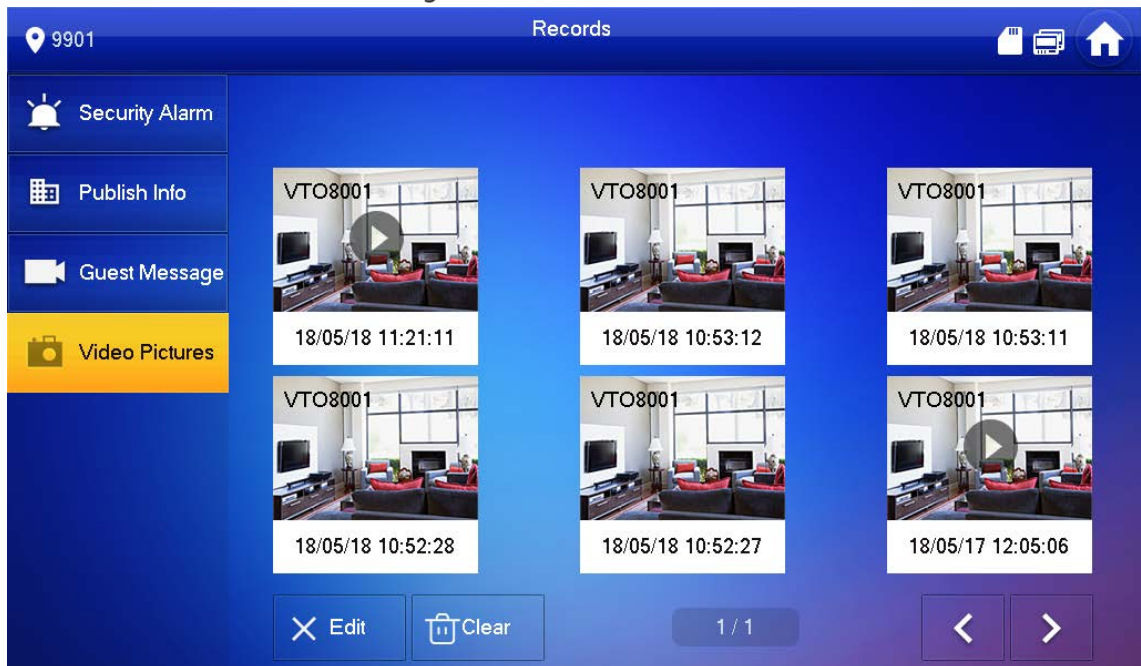 Records
9901
Security Alarm
Publish Info
Guest Message
Video Pictures
VTO8001
VTO8001
VTO8001
18/05/18 11:21:11
18/05/18 10:53:12
18/05/18 10:53:11
VTO8001
VTO8001
VTO8001
18/05/18 10:52:28
18/05/18 10:52:27
18/05/17 12:05:06
Edit
Clear
1 / 1